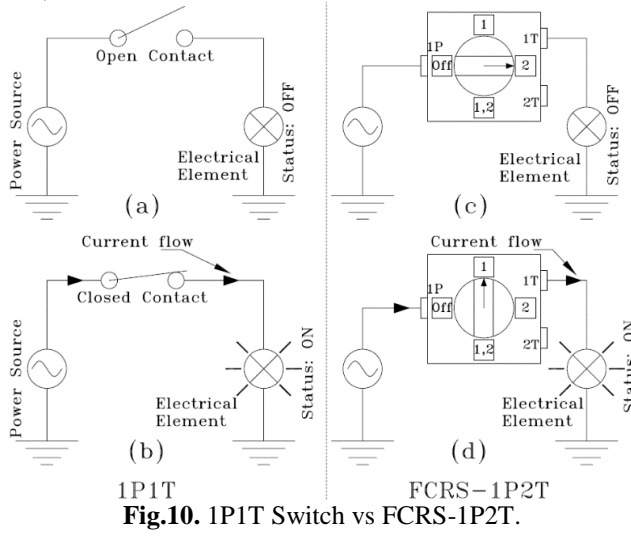 Open Contact
Power Source
Electrical
Element
Status: OFF
(a)
1
1P
Off
2
1,2
1T
2T
Electrical
Element
Status: OFF
(c)
Current flow
Closed Contact
Power Source
Electrical
Element
Status: ON
(b)
1P1T
Current flow
1
1P
Off
2
1,2
1T
2T
Electrical
Element
Status: ON
(d)
FCRS-1P2T
Fig.10. 1P1T Switch vs FCRS-1P2T.